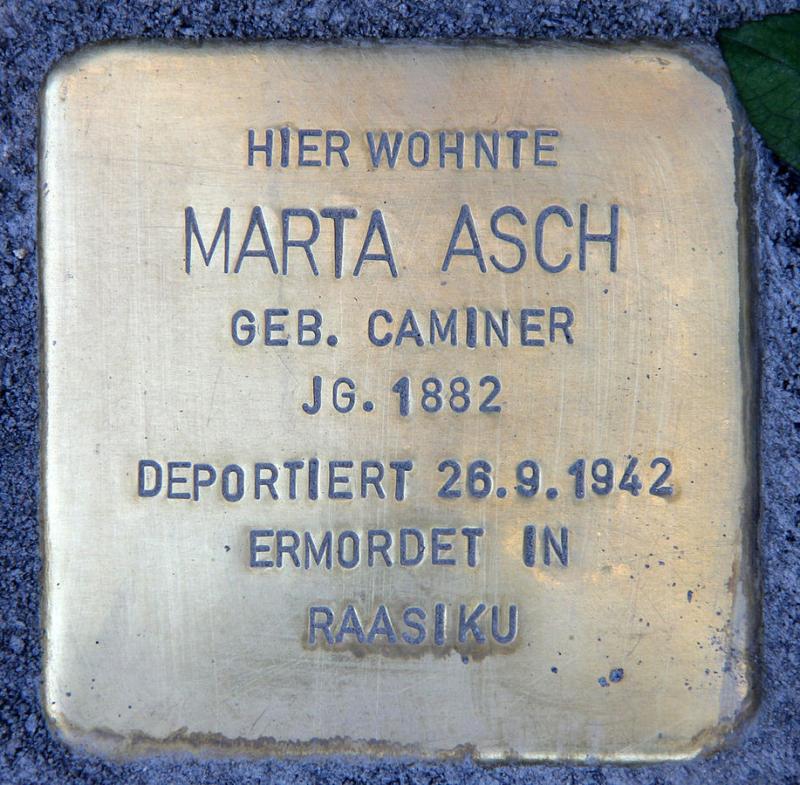 HIER WOHNTE
MARTA ASCH
GEB. CAMINER
JG. 1882
DEPORTIERT 26.9.1942
ERMORDET IN
RAASIKU